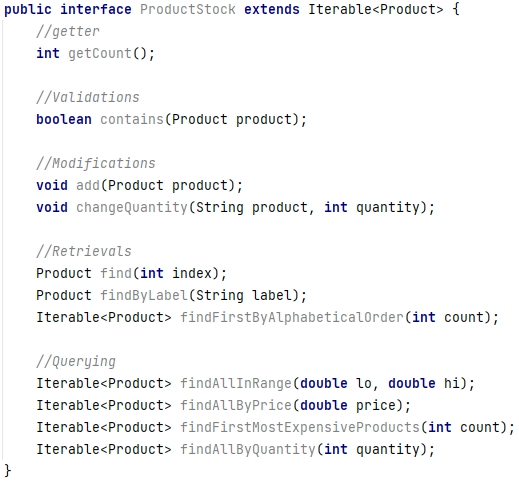 public interface ProductStock extends Iterable<Product> {
    //getter
    int getCount();

    //Validations
    boolean contains(Product product);

    //Modifications
    void add(Product product);
    void changeQuantity(String product, int quantity);

    //Retrievals
    Product find(int index);
    Product findByLabel(String label);
    Iterable<Product> findFirstByAlphabeticalOrder(int count);

    //Querying
    Iterable<Product> findAllInRange(double lo, double hi);
    Iterable<Product> findAllByPrice(double price);
    Iterable<Product> findFirstMostExpensiveProducts(int count);
    Iterable<Product> findAllByQuantity(int quantity);
}